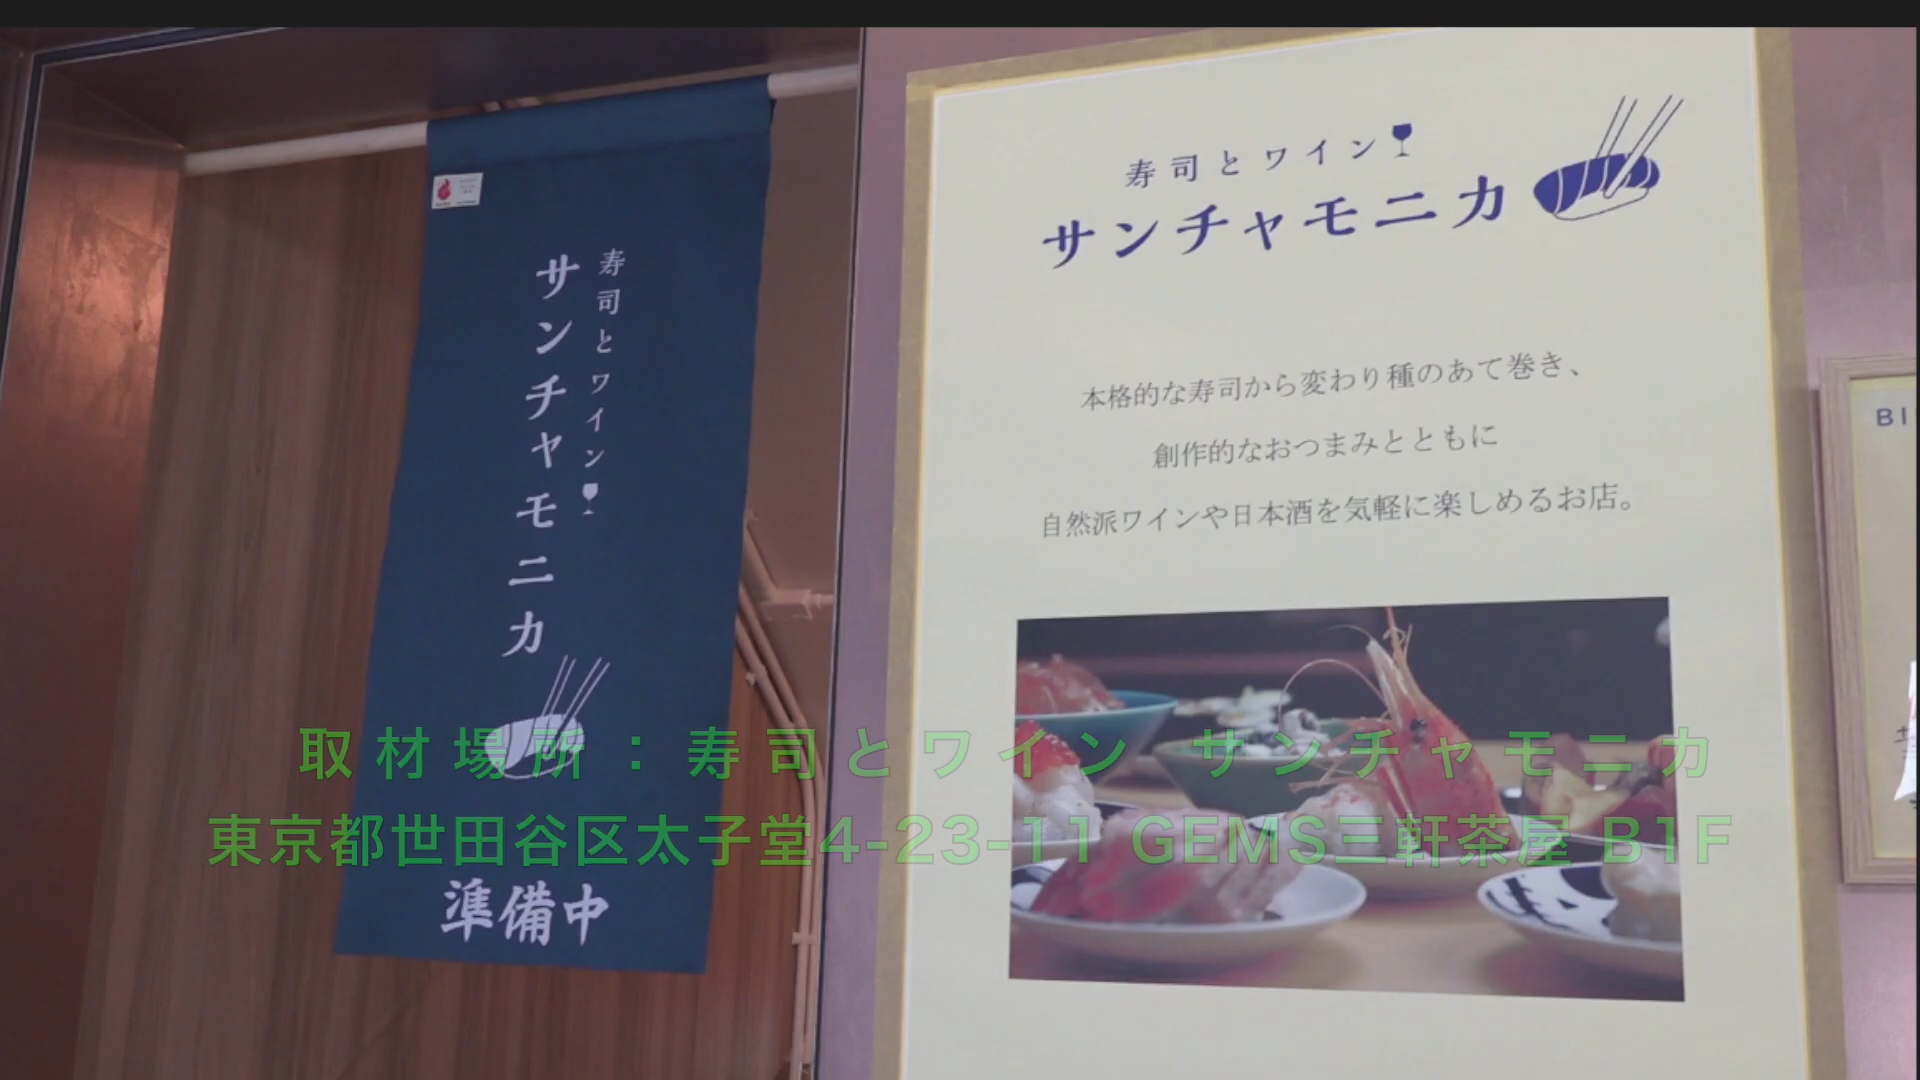 寿司とワイン
サンチャモニカ
準備中
寿司とワイン
サンチャモニカ
本格的な寿司から変わり種のあて巻き、
創作的なおつまみとともに
自然派ワインや日本酒を気軽に楽しめるお店。
取材場所：寿司とワイン サンチャモニカ
東京都世田谷区太子堂4-23-11 GEMS三軒茶屋 B1F